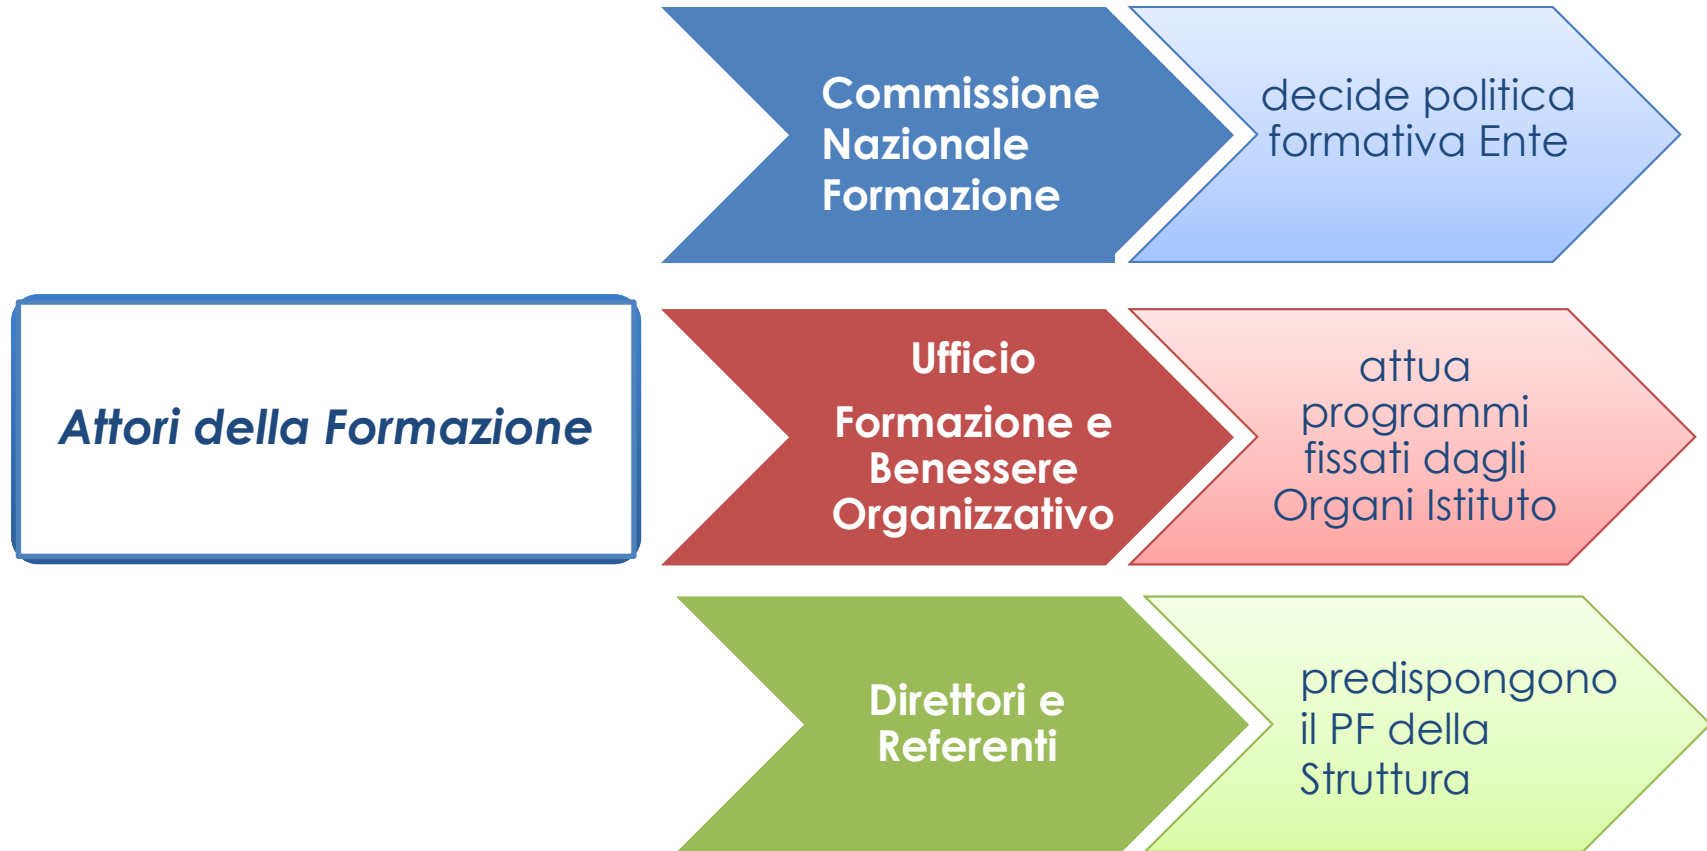 Commissione
Nazionale
Formazione
decide politica
formativa Ente
Attori della Formazione
Ufficio
Formazione e
Benessere
Organizzativo
attua
programmi
fissati dagli
Organi Istituto
Direttori e
Referenti
predispongono
il PF della
Struttura